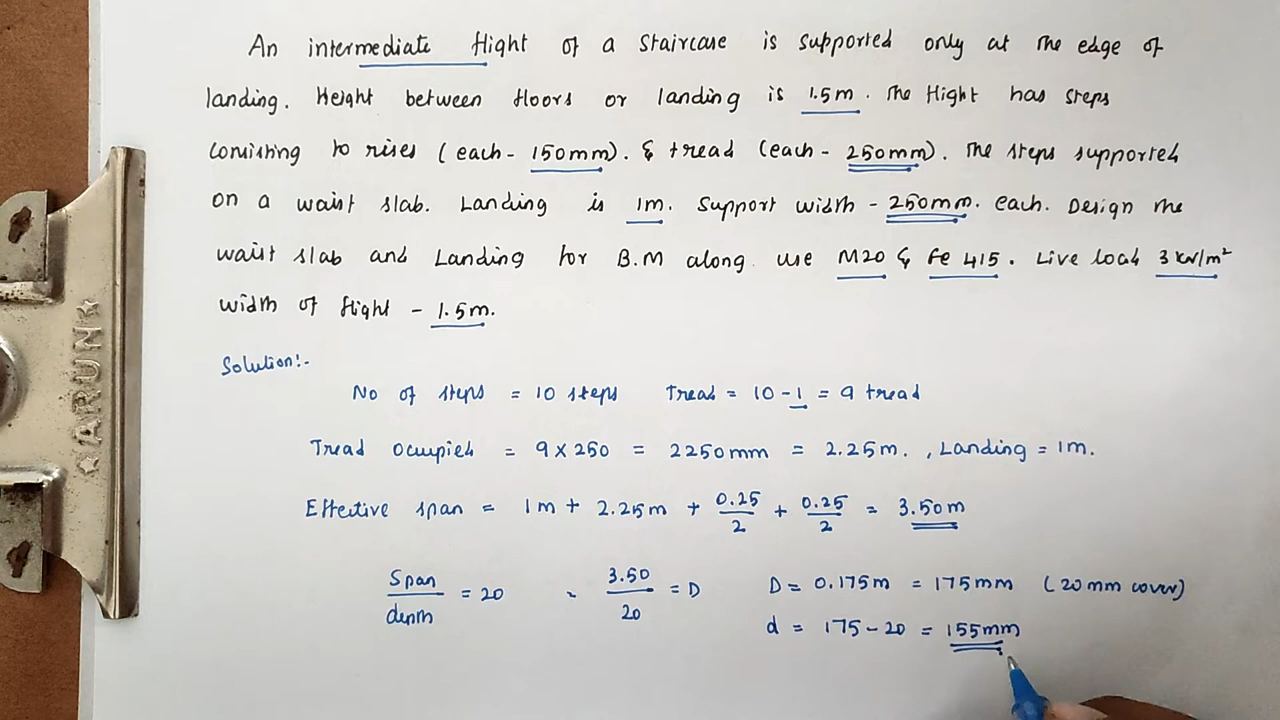 An intermediate flight of a staircase is supported only at the edge of
landing. Height between floors or landing is 1.5m. The flight has steps
consisting to rises (each - 150mm). & tread (each - 250mm). The steps supported
on a waist slab. Landing is 1m. Support width - 250mm. each. Design the
waist slab and Landing for B.M along. use M20 & Fe 415. Live load 3 kN/m²
width of flight - 1.5m.
Solution:-
No of steps = 10 steps Tread = 10 - 1 = 9 tread
Tread occupied = 9 x 250 = 2250mm = 2.25m. , Landing = 1m.
Effective span = 1m + 2.25m + 0.25/2 + 0.25/2 = 3.50m
Span/depth = 20 = 3.50/20 = D D = 0.175m = 175mm (20mm cover)
d = 175 - 20 = 155mm
ARUN